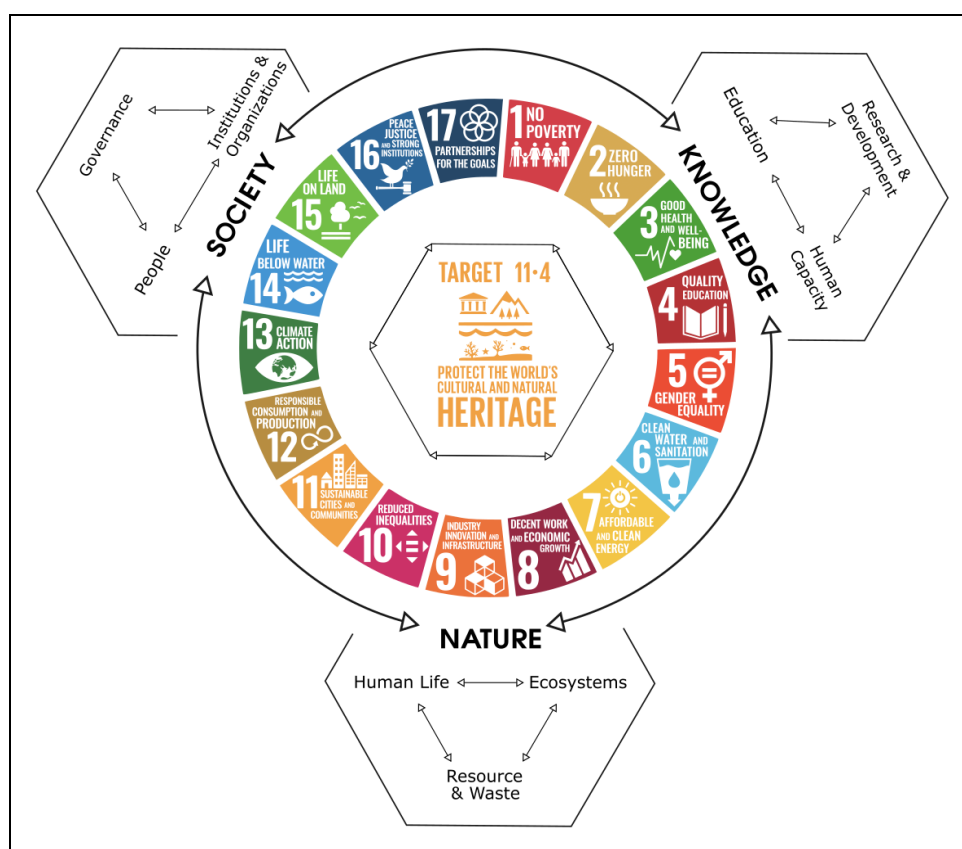 SOCIETY
Governance
Institutions &
Organizations
People
KNOWLEDGE
Education
Research &
Development
Human
Capacity
1 NO
POVERTY
2 ZERO
HUNGER
3 GOOD
HEALTH
AND WELL-
BEING
4 QUALITY
EDUCATION
5 GENDER
EQUALITY
6 CLEAN
WATER AND
SANITATION
7 AFFORDABLE
AND CLEAN
ENERGY
8 DECENT WORK
AND ECONOMIC
GROWTH
9 INDUSTRY
INNOVATION AND
INFRASTRUCTURE
10 REDUCED
INEQUALITIES
11 SUSTAINABLE
CITIES AND
COMMUNITIES
12 RESPONSIBLE
CONSUMPTION AND
PRODUCTION
13 CLIMATE
ACTION
14 LIFE
BELOW WATER
15 LIFE
ON LAND
16 PEACE
JUSTICE
AND STRONG
INSTITUTIONS
17 PARTNERSHIPS
FOR THE GOALS
TARGET 11·4
PROTECT THE WORLD'S
CULTURAL AND NATURAL
HERITAGE
NATURE
Human Life
Ecosystems
Resource
& Waste